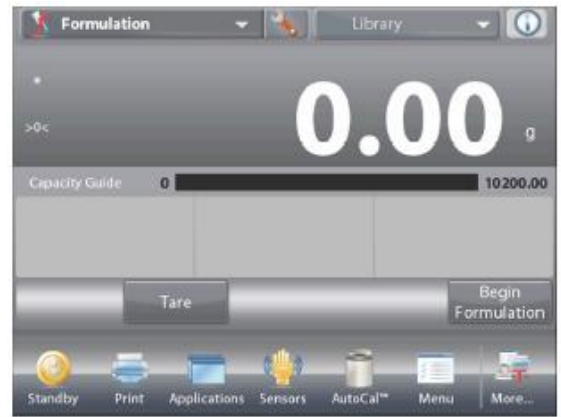 Formulation
Library
>0<
0.00 g
Capacity Guide 0 10200.00
Tare
Begin
Formulation
Standby Print Applications Sensors AutoCal™ Menu More...